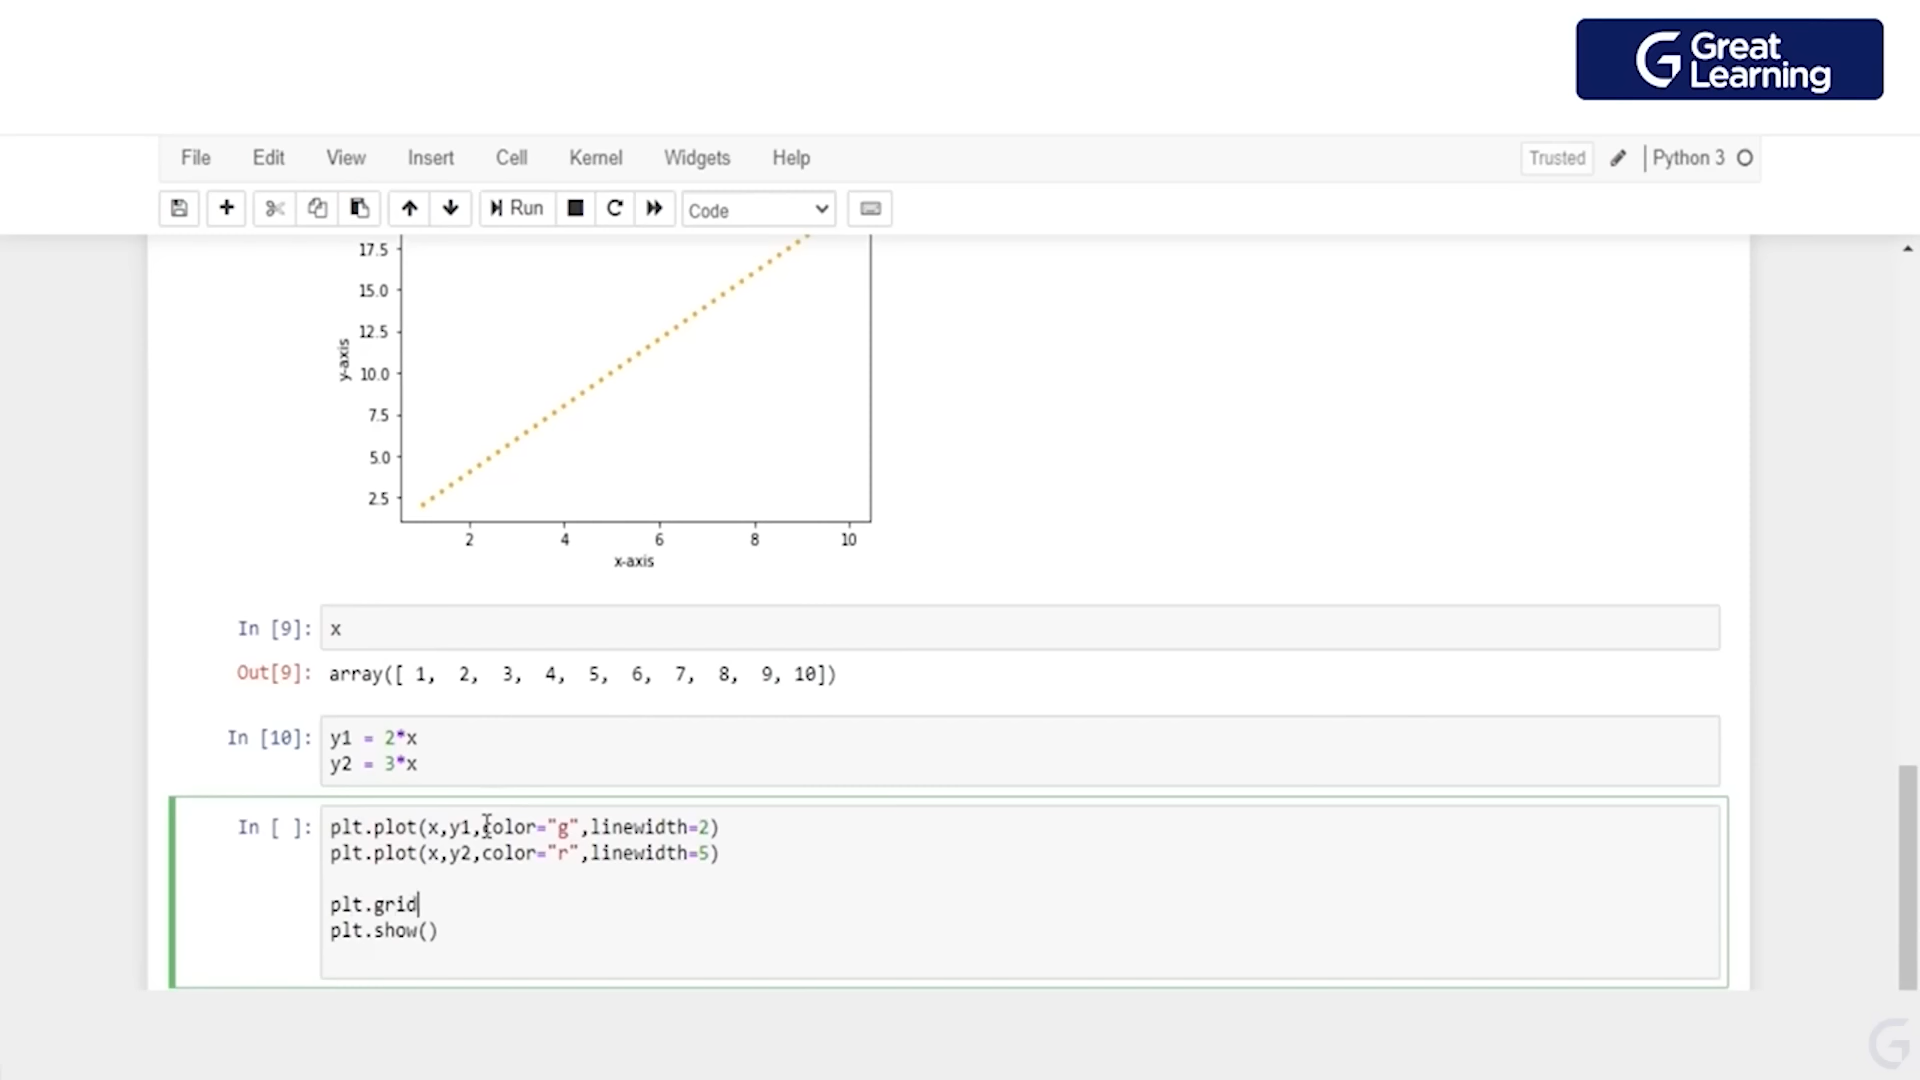 Great
Learning
File Edit View Insert Cell Kernel Widgets Help
Trusted Python 3
Run Code
17.5
15.0
12.5
10.0
7.5
5.0
2.5
y-axis
2 4 6 8 10
x-axis
In [9]: x
Out[9]: array([ 1,  2,  3,  4,  5,  6,  7,  8,  9, 10])
In [10]: y1 = 2*x
y2 = 3*x
In [ ]: plt.plot(x,y1,color="g",linewidth=2)
plt.plot(x,y2,color="r",linewidth=5)
plt.grid
plt.show()